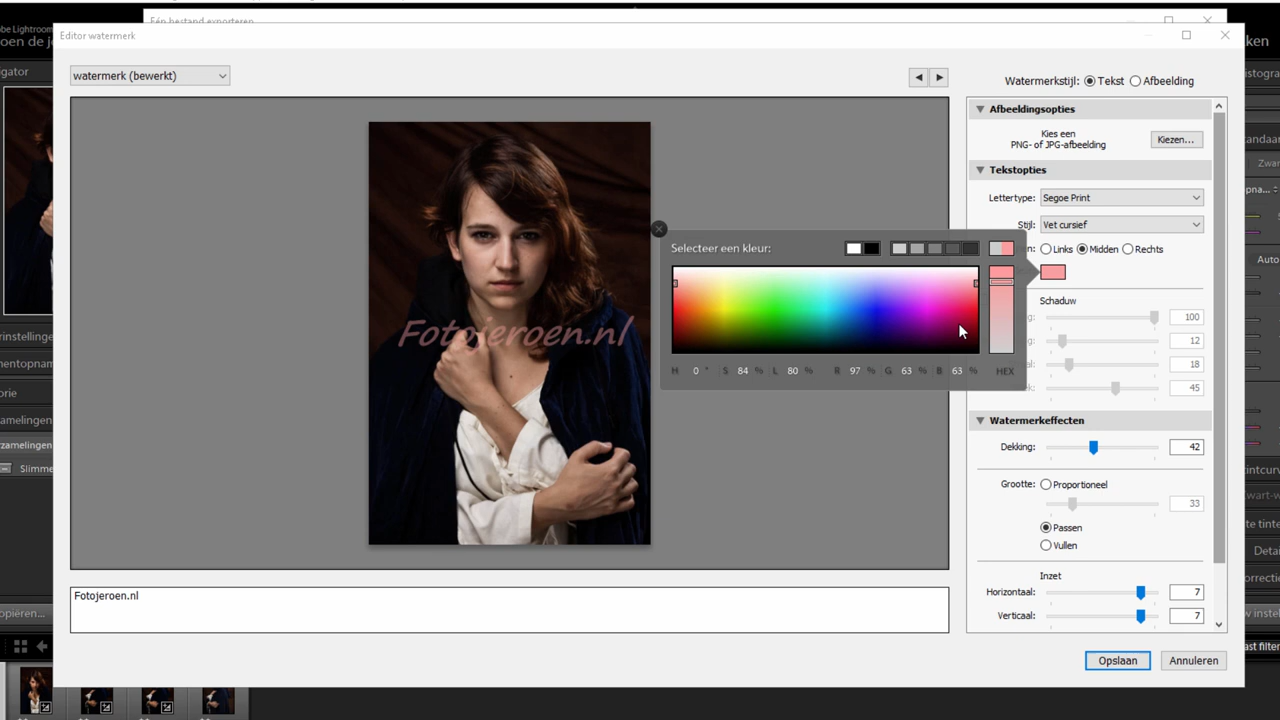 Eén bestand exporteren
Editor watermerk
watermerk (bewerkt)
Watermerkstijl: Tekst Afbeelding
Afbeeldingsopties
Kies een
PNG- of JPG-afbeelding
Kiezen...
Tekstopties
Lettertype: Segoe Print
Stijl: Vet cursief
Links Midden Rechts
Selecteer een kleur:
H 0 ° S 84 % L 80 % R 97 % G 63 % B 63 % HEX
Schaduw
100
12
18
45
Fotojeroen.nl
Watermerkeffecten
Dekking: 42
Grootte: Proportioneel
33
Passen
Vullen
Inzet
Horizontaal: 7
Verticaal: 7
Fotojeroen.nl
Opslaan
Annuleren
Slimme